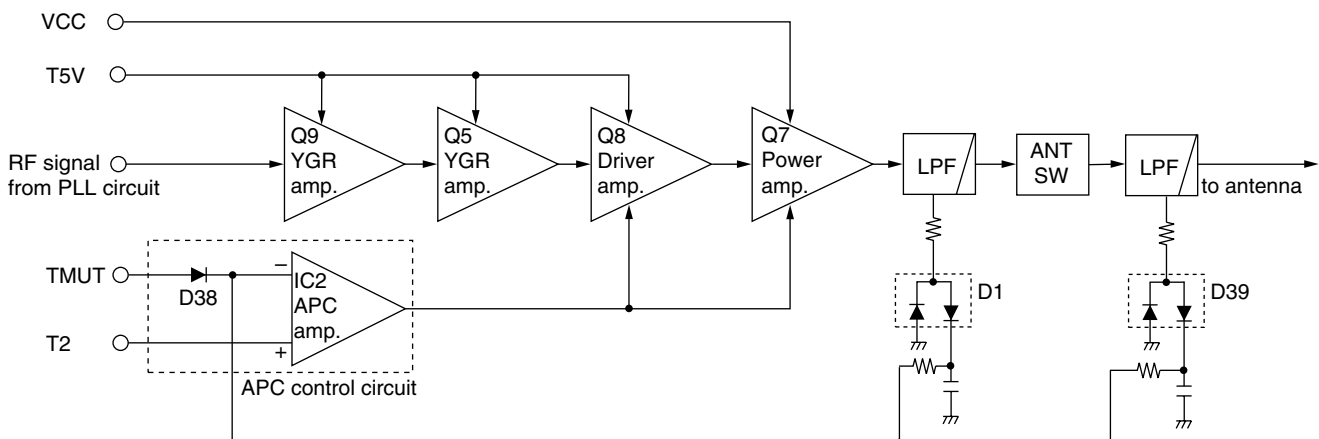 VCC
T5V
Q9
YGR
amp.
Q5
YGR
amp.
Q8
Driver
amp.
Q7
Power
amp.
RF signal
from PLL circuit
LPF
ANT
SW
LPF
to antenna
TMUT
D38
–
IC2
APC
amp.
+
T2
APC control circuit
D1
D39